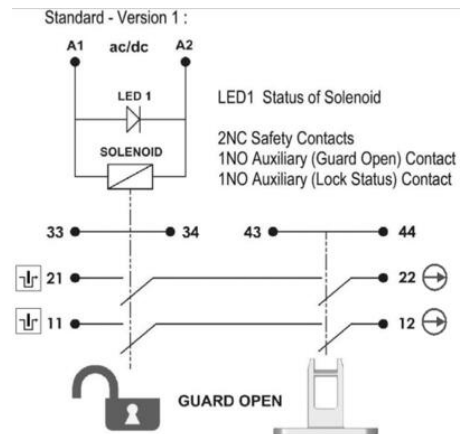 Standard - Version 1 :
A1 ac/dc A2
LED 1
LED1 Status of Solenoid
SOLENOID
2NC Safety Contacts
1NO Auxiliary (Guard Open) Contact
1NO Auxiliary (Lock Status) Contact
33 34 43 44
21 22
11 12
GUARD OPEN